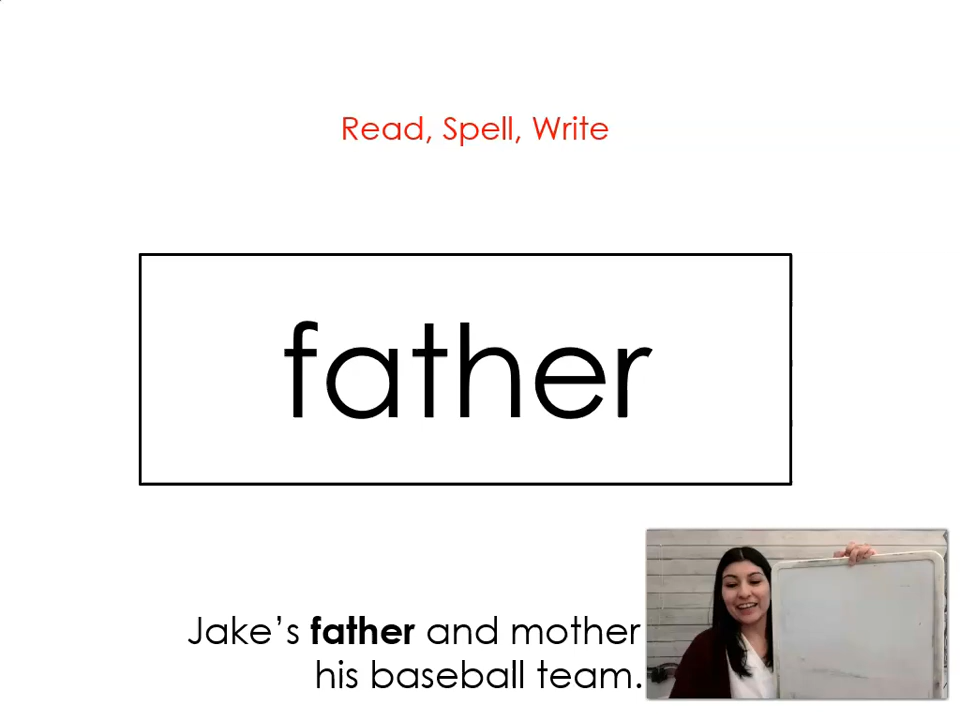 Read, Spell, Write
father
Jake's father and mother
his baseball team.